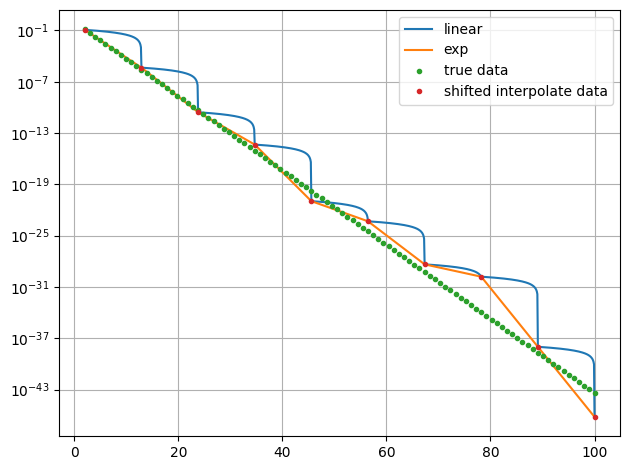 linear
exp
true data
shifted interpolate data
10⁻¹
10⁻⁷
10⁻¹³
10⁻¹⁹
10⁻²⁵
10⁻³¹
10⁻³⁷
10⁻⁴³
0 20 40 60 80 100